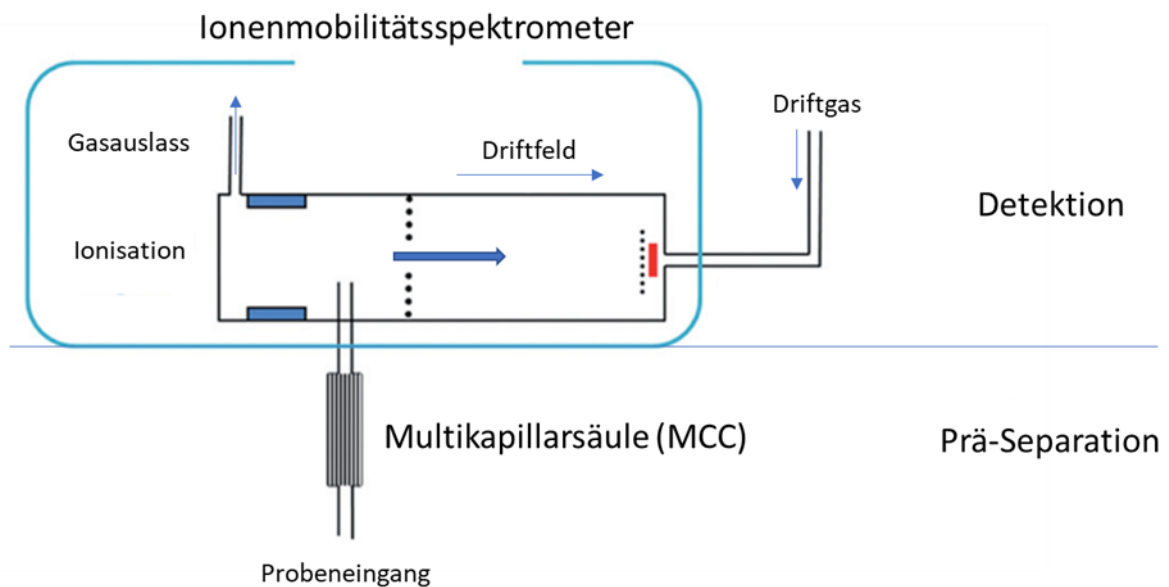 Ionenmobilitätsspektrometer
Driftgas
Gasauslass
Driftfeld
Detektion
Ionisation
Multikapillarsäule (MCC)
Prä-Separation
Probeneingang